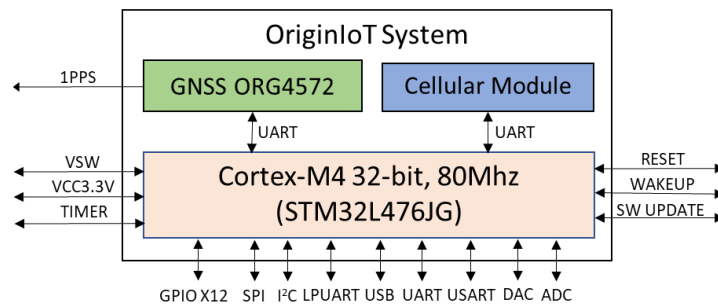 OriginIoT System
1PPS
GNSS ORG4572
Cellular Module
UART
UART
VSW
VCC3.3V
TIMER
Cortex-M4 32-bit, 80Mhz
(STM32L476JG)
RESET
WAKEUP
SW UPDATE
GPIO X12 SPI I²C LPUART USB UART USART DAC ADC